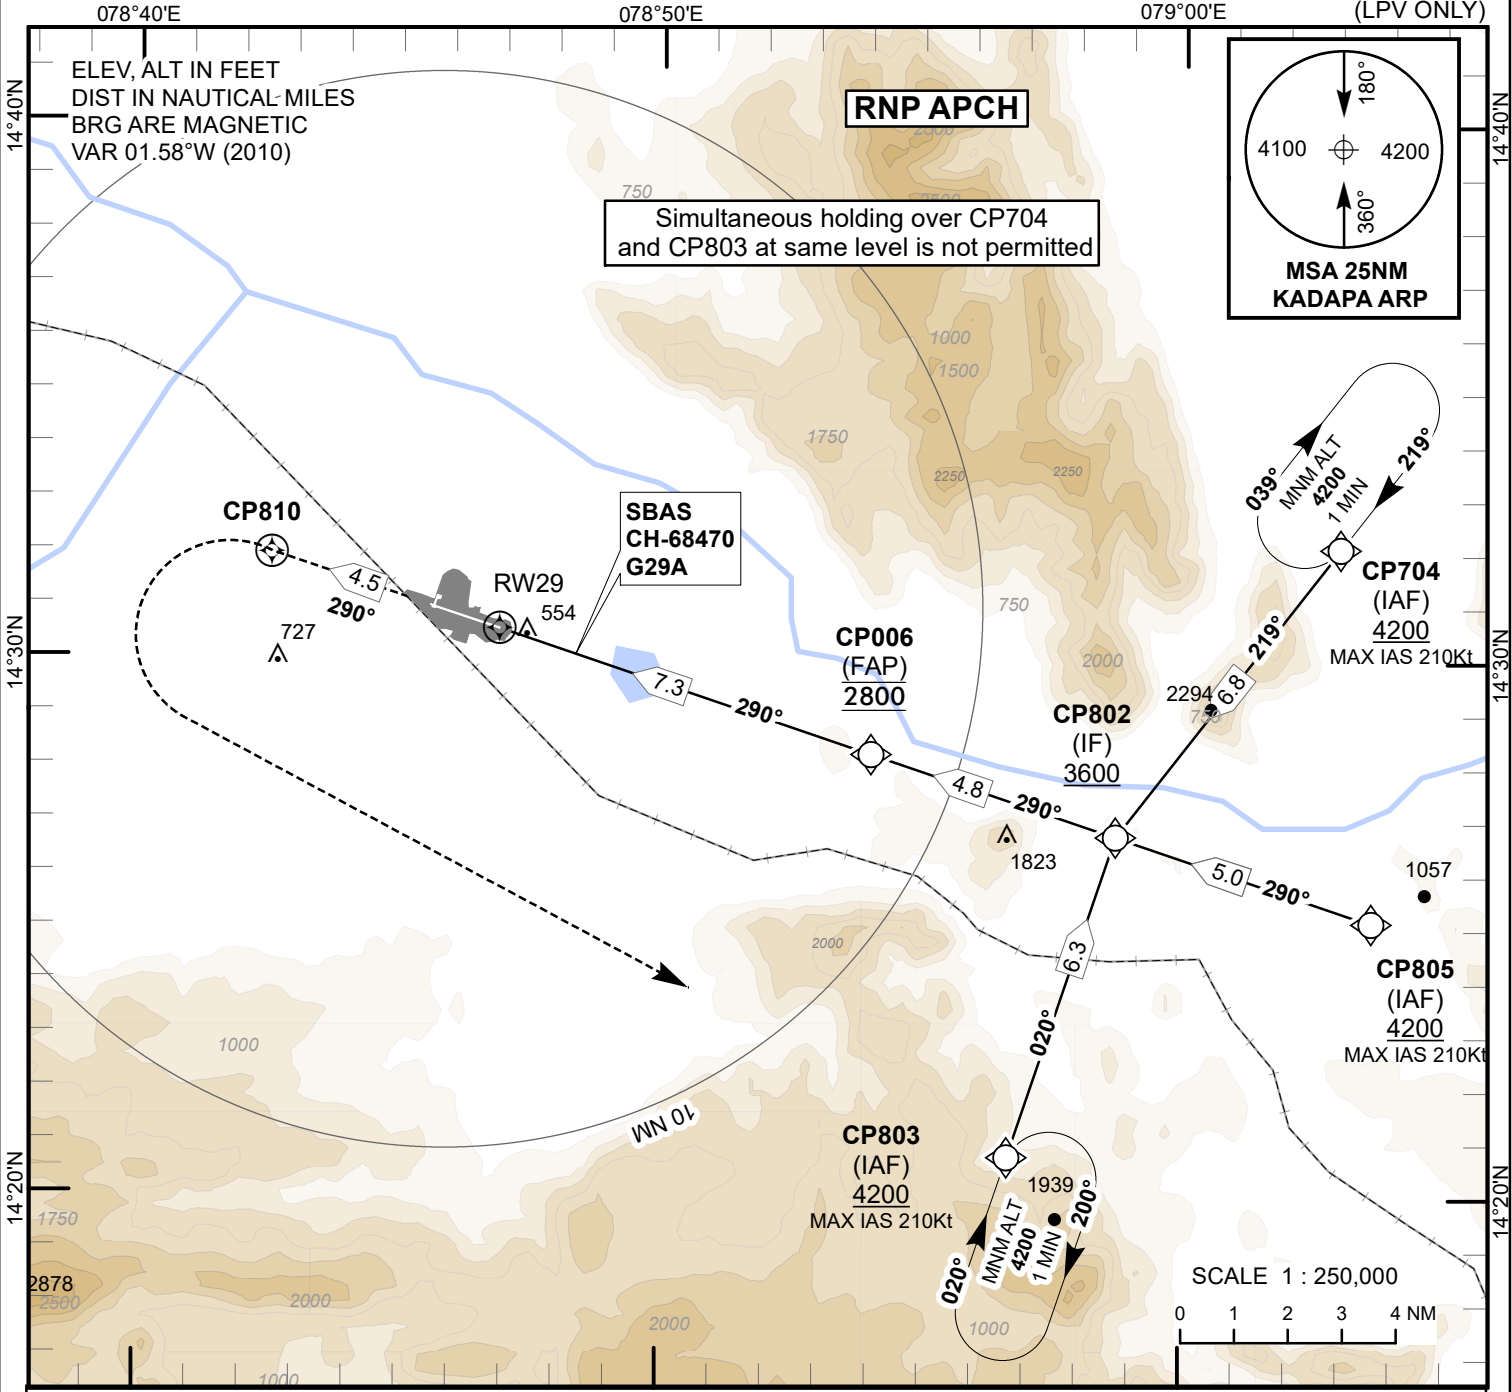 078°40'E
078°50'E
079°00'E
(LPV ONLY)
14°40'N
14°40'N
ELEV, ALT IN FEET
DIST IN NAUTICAL MILES
BRG ARE MAGNETIC
VAR 01.58°W (2010)
RNP APCH
2500
180°
4100
4200
360°
MSA 25NM
KADAPA ARP
750
2500
Simultaneous holding over CP704
and CP803 at same level is not permitted
1000
1500
1750
2250
2250
039°
MNM ALT
4200
1 MIN
219°
CP810
SBAS
CH-68470
G29A
4.5
290°
RW29
554
727
CP704
(IAF)
4200
MAX IAS 210Kt
750
14°30'N
14°30'N
CP006
(FAP)
2800
2000
219°
6.8
2294
750
7.3
290°
CP802
(IF)
3600
4.8
290°
1823
5.0
290°
1057
2000
6.3
CP805
(IAF)
4200
MAX IAS 210Kt
020°
1000
10 NM
CP803
(IAF)
4200
MAX IAS 210Kt
1939
200°
020°
MNM ALT
4200
1 MIN
14°20'N
14°20'N
1750
2878
2500
2000
2000
1000
1000
SCALE 1 : 250,000
0 1 2 3 4 NM